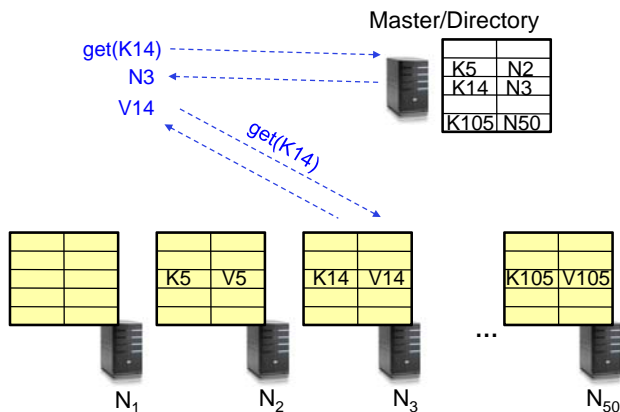 Master/Directory
get(K14)
N3
V14
K5 N2
K14 N3
K105 N50
get(K14)
K5 V5
K14 V14
K105 V105
...
N1
N2
N3
N50